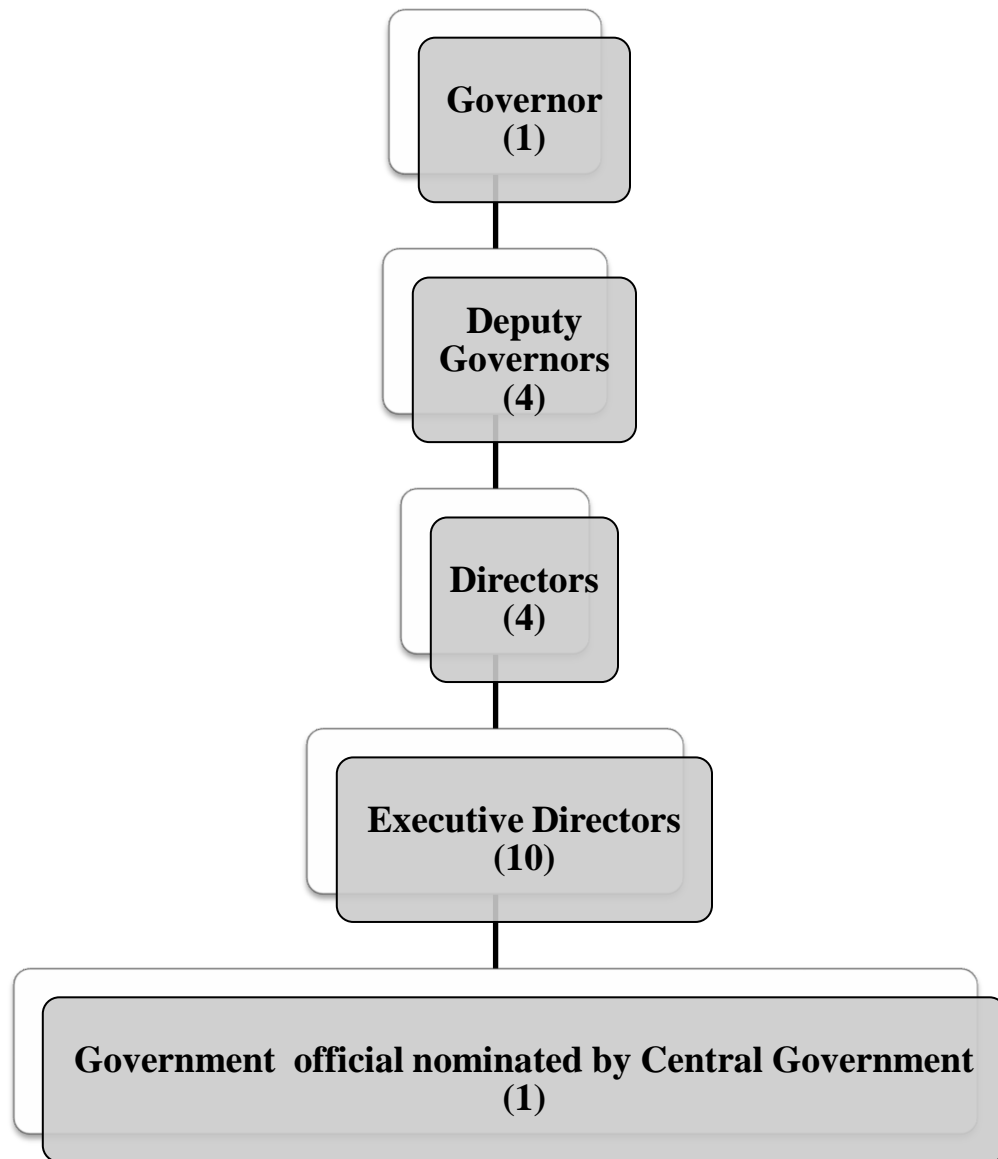 Governor
(1)
Deputy
Governors
(4)
Directors
(4)
Executive Directors
(10)
Government  official nominated by Central Government
(1)